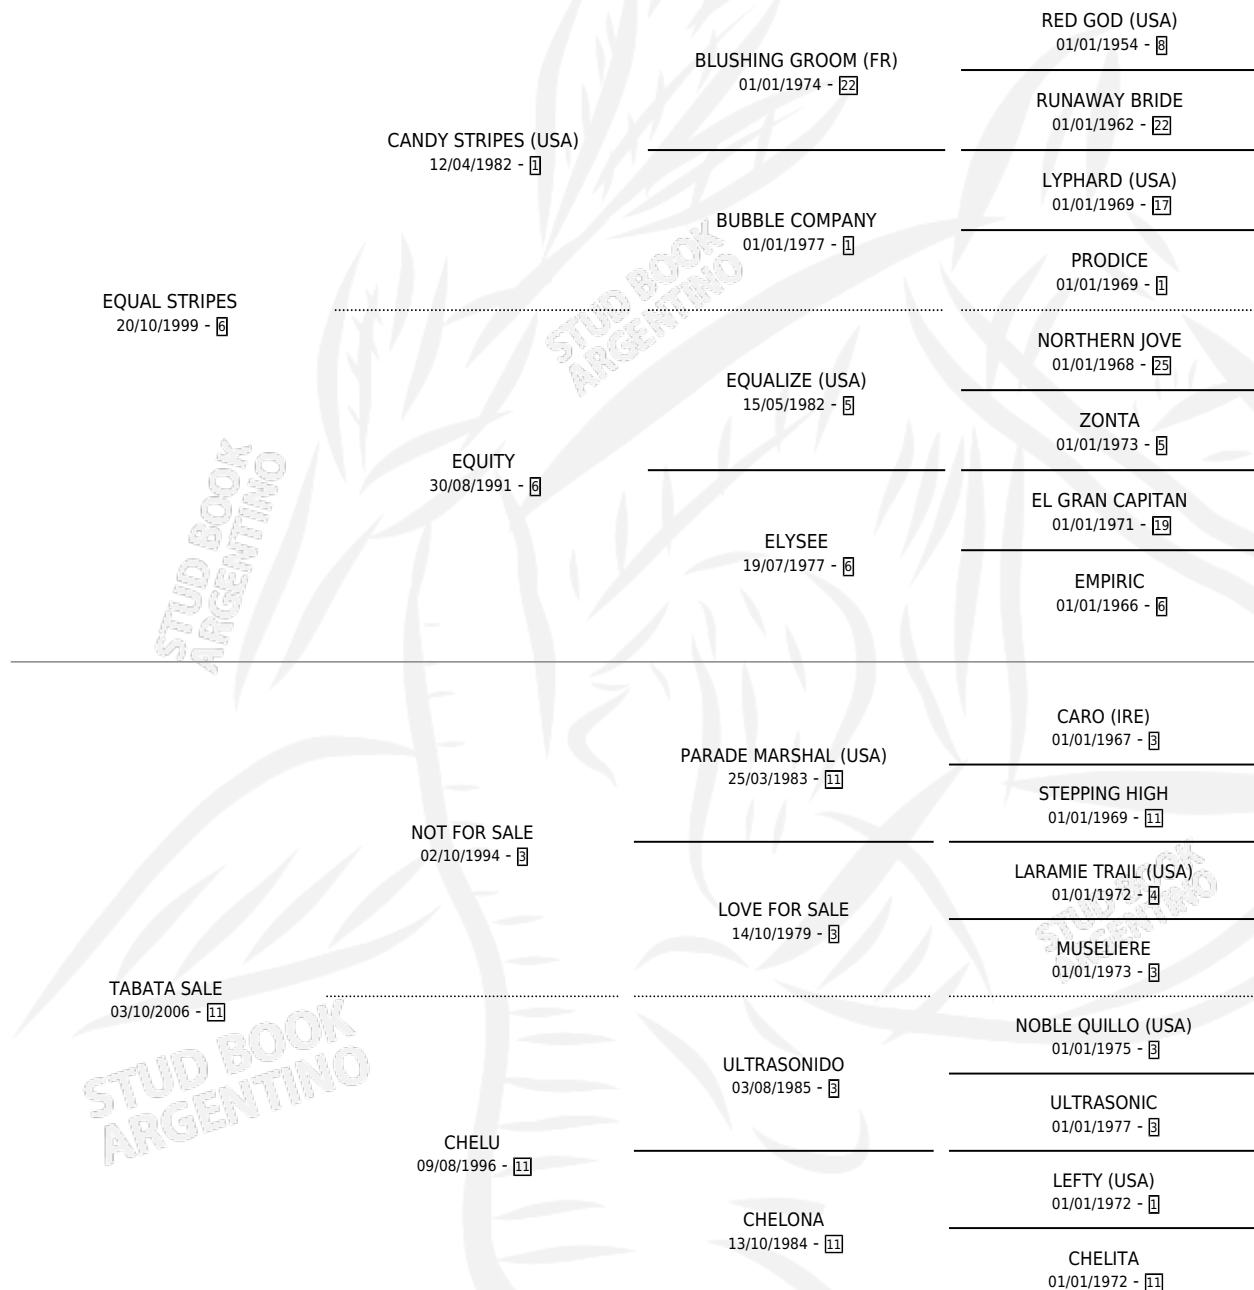 RED GOD (USA)
01/01/1954 - 8
BLUSHING GROOM (FR)
01/01/1974 - 22
RUNAWAY BRIDE
01/01/1962 - 22
CANDY STRIPES (USA)
12/04/1982 - 1
LYPHARD (USA)
01/01/1969 - 17
BUBBLE COMPANY
01/01/1977 - 1
PRODICE
01/01/1969 - 1
EQUAL STRIPES
20/10/1999 - 6
NORTHERN JOVE
01/01/1968 - 25
EQUALIZE (USA)
15/05/1982 - 5
ZONTA
01/01/1973 - 5
EQUITY
30/08/1991 - 6
EL GRAN CAPITAN
01/01/1971 - 19
ELYSEE
19/07/1977 - 6
EMPIRIC
01/01/1966 - 6
CARO (IRE)
01/01/1967 - 3
PARADE MARSHAL (USA)
25/03/1983 - 11
STEPPING HIGH
01/01/1969 - 11
NOT FOR SALE
02/10/1994 - 3
LARAMIE TRAIL (USA)
01/01/1972 - 4
LOVE FOR SALE
14/10/1979 - 3
MUSELIERE
01/01/1973 - 3
TABATA SALE
03/10/2006 - 11
NOBLE QUILLO (USA)
01/01/1975 - 3
ULTRASONIDO
03/08/1985 - 3
ULTRASONIC
01/01/1977 - 3
CHELU
09/08/1996 - 11
LEFTY (USA)
01/01/1972 - 1
CHELONA
13/10/1984 - 11
CHELITA
01/01/1972 - 11
STUD BOOK
ARGENTINO
STUD BOOK
ARGENTINO
STUD BOOK
ARGENTINO
STUD BOOK
ARGENTINO